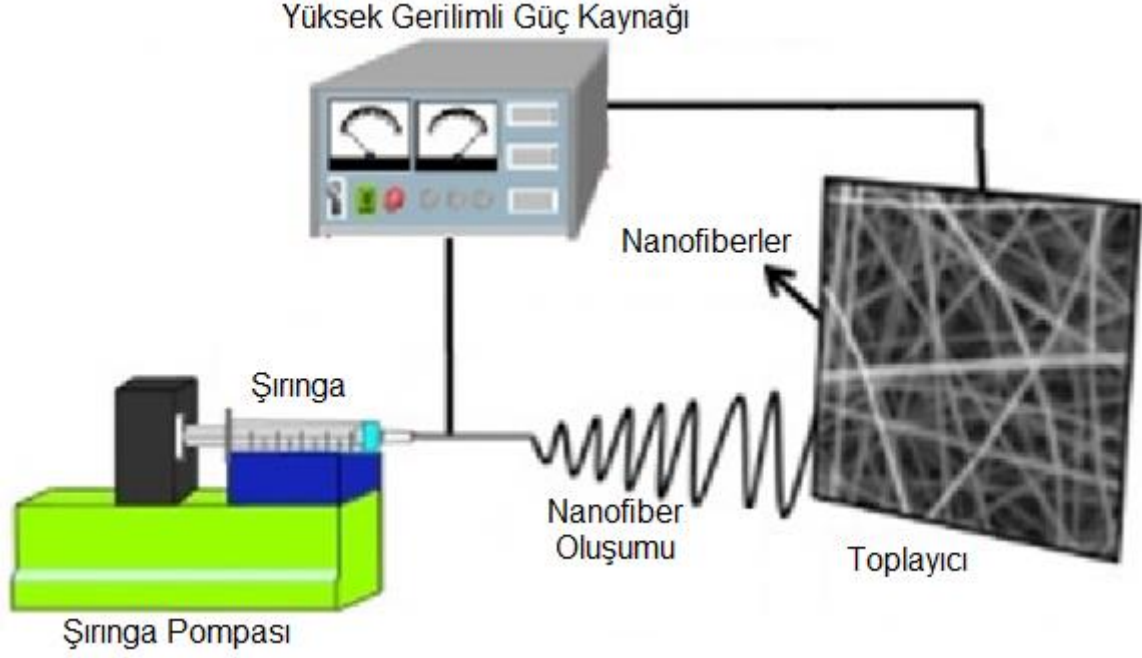 Yüksek Gerilimli Güç Kaynağı
Nanofiberler
Şırınga
Nanofiber
Oluşumu
Toplayıcı
Şırınga Pompası